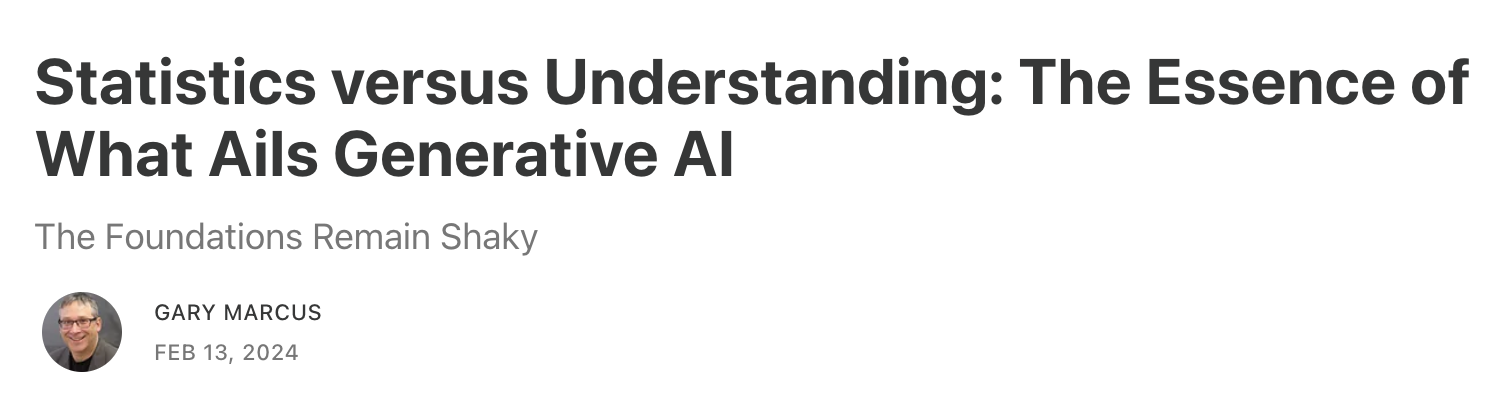 Statistics versus Understanding: The Essence of
What Ails Generative AI
The Foundations Remain Shaky
GARY MARCUS
FEB 13, 2024